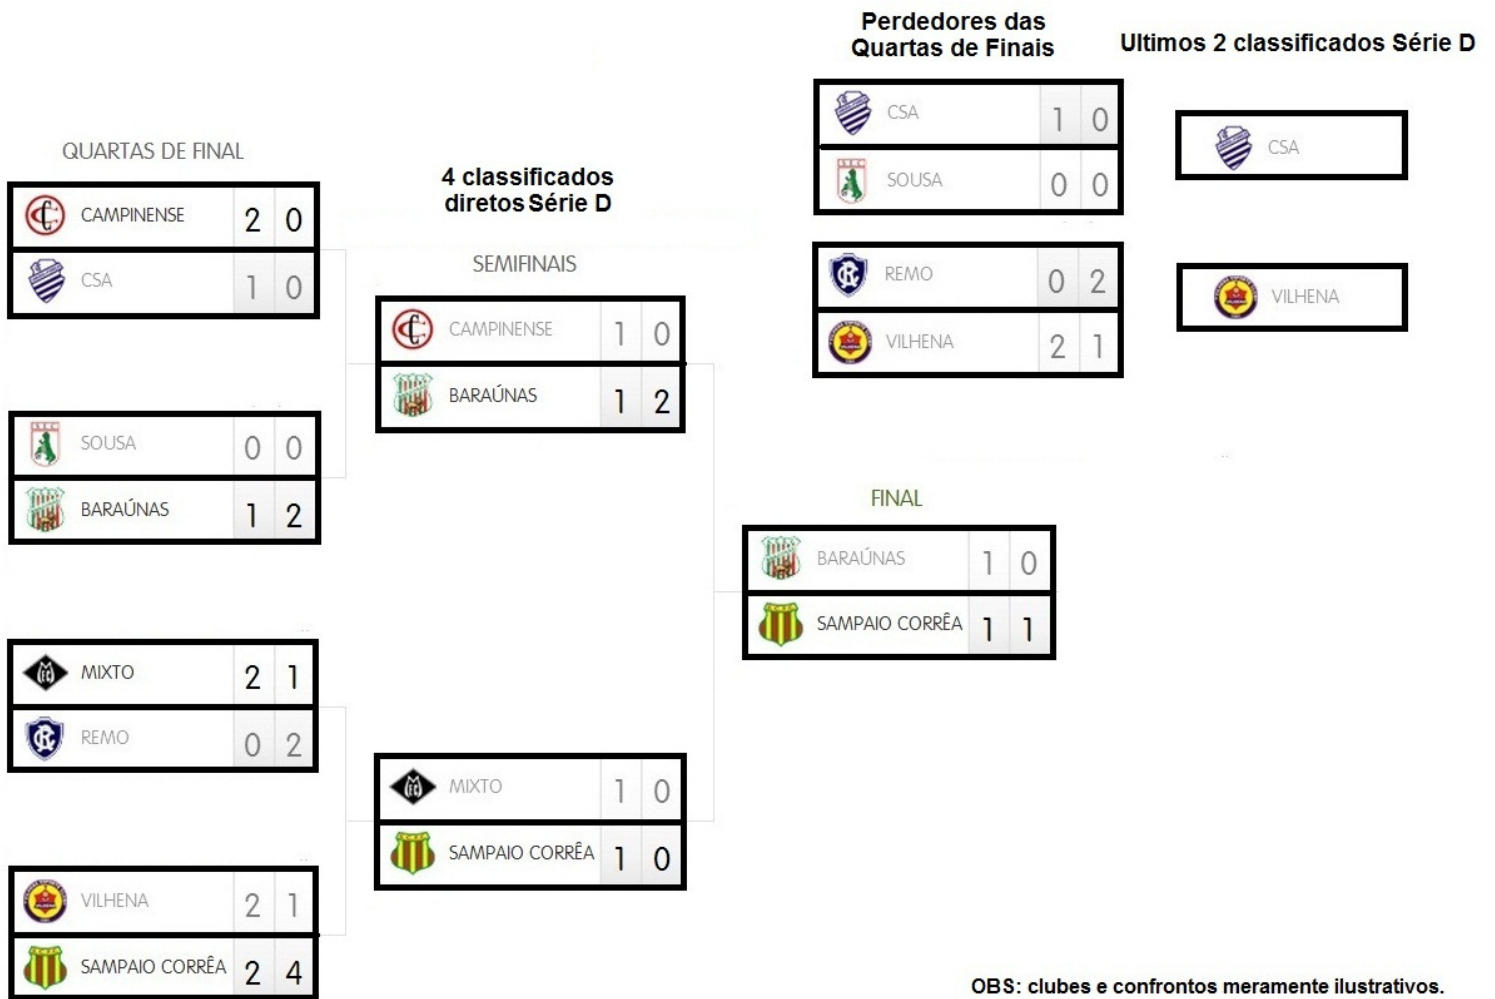 Perdedores das
Quartas de Finais
Ultimos 2 classificados Série D
CSA 1 0
SOUSA 0 0
CSA
REMO 0 2
VILHENA 2 1
VILHENA
QUARTAS DE FINAL
CAMPINENSE 2 0
CSA 1 0
SOUSA 0 0
BARAÚNAS 1 2
MIXTO 2 1
REMO 0 2
VILHENA 2 1
SAMPAIO CORRÊA 2 4
4 classificados
diretos Série D
SEMIFINAIS
CAMPINENSE 1 0
BARAÚNAS 1 2
MIXTO 1 0
SAMPAIO CORRÊA 1 0
FINAL
BARAÚNAS 1 0
SAMPAIO CORRÊA 1 1
OBS: clubes e confrontos meramente ilustrativos.